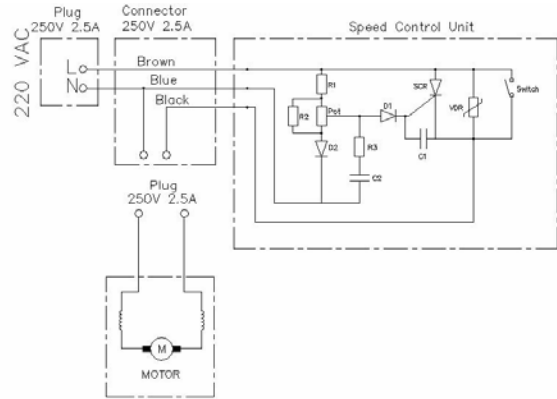 Plug
250V 2.5A
Connector
250V 2.5A
Speed Control Unit
220 VAC
L
N
Brown
Blue
Black
R1
R2
Pot
D1
SCR
VDR
Switch
D2
R3
C1
C2
Plug
250V 2.5A
M
MOTOR